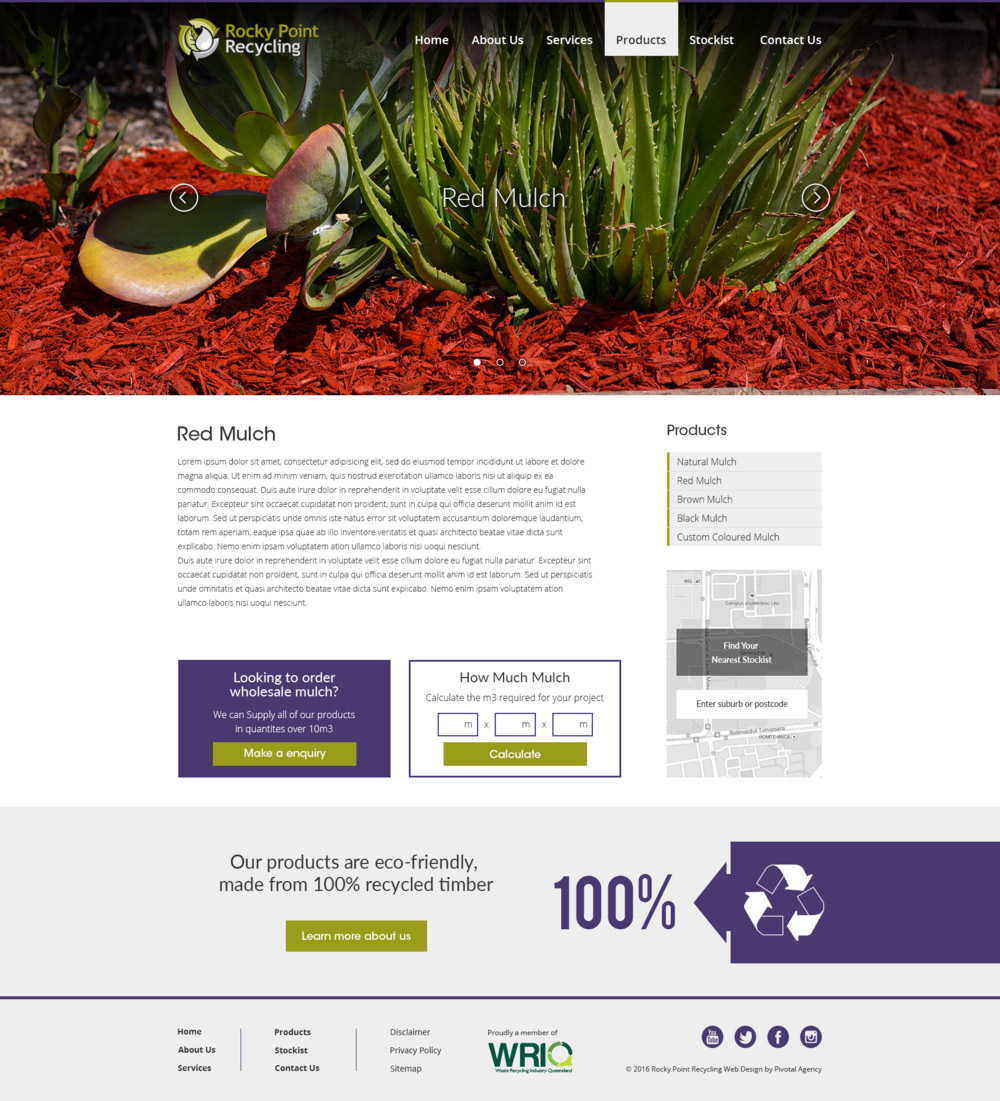 Rocky Point
Recycling
Home
About Us
Services
Products
Stockist
Contact Us
Red Mulch
Red Mulch
Lorem ipsum dolor sit amet, consectetur adipisicing elit, sed do eiusmod tempor incididunt ut labore et dolore
magna aliqua. Ut enim ad minim veniam, quis nostrud exercitation ullamco laboris nisi ut aliquip ex ea
commodo consequat. Duis aute irure dolor in reprehenderit in voluptate velit esse cillum dolore eu fugiat nulla
pariatur. Excepteur sint occaecat cupidatat non proident, sunt in culpa qui officia deserunt mollit anim id est
laborum. Sed ut perspiciatis unde omnis iste natus error sit voluptatem accusantium doloremque laudantium,
totam rem aperiam, eaque ipsa quae ab illo inventore veritatis et quasi architecto beatae vitae dicta sunt
explicabo. Nemo enim ipsam voluptatem ation ullamco laboris nisi uoqui nesciunt.
Duis aute irure dolor in reprehenderit in voluptate velit esse cillum dolore eu fugiat nulla pariatur. Excepteur sint
occaecat cupidatat non proident, sunt in culpa qui officia deserunt mollit anim id est laborum. Sed ut perspiciatis
unde omnitatis et quasi architecto beatae vitae dicta sunt explicabo. Nemo enim ipsam voluptatem
ullamco laboris nisi uoqui nesciunt.
Products
Natural Mulch
Red Mulch
Brown Mulch
Black Mulch
Custom Coloured Mulch
ING
Campus studentesc Leu
Find Your
Nearest Stockist
Enter suburb or postcode
Bulevardul Timișoara
ROMTEHNICA
Looking to order
wholesale mulch?
We can Supply all of our products
in quantites over 10m3
Make a enquiry
How Much Mulch
Calculate the m3 required for your project
m x m x m
Calculate
Our products are eco-friendly,
made from 100% recycled timber
Learn more about us
100%
Home
About Us
Services
Products
Stockist
Contact Us
Disclaimer
Privacy Policy
Sitemap
Proudly a member of
WRIQ
Waste Recycling Industry Queensland
You
Tube
© 2016 Rocky Point Recycling Web Design by Pivotal Agency